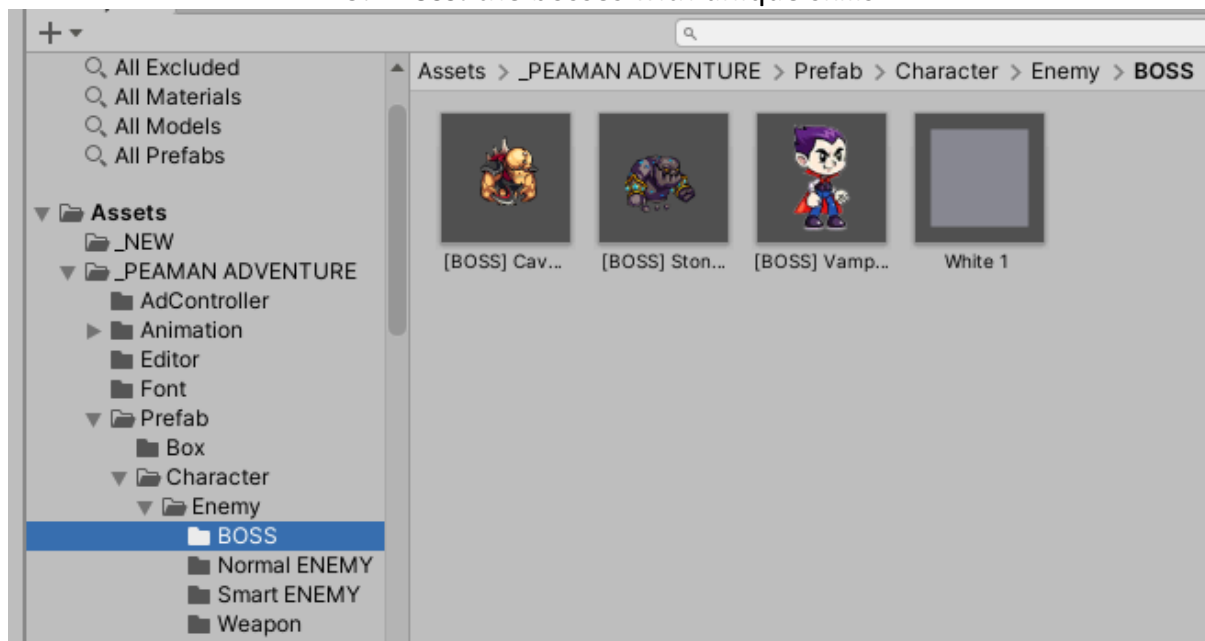 All Excluded
All Materials
All Models
All Prefabs
Assets
_NEW
_PEAMAN ADVENTURE
AdController
Animation
Editor
Font
Prefab
Box
Character
Enemy
BOSS
Normal ENEMY
Smart ENEMY
Weapon
Assets > _PEAMAN ADVENTURE > Prefab > Character > Enemy > BOSS
[BOSS] Cav...
[BOSS] Ston...
[BOSS] Vamp...
White 1